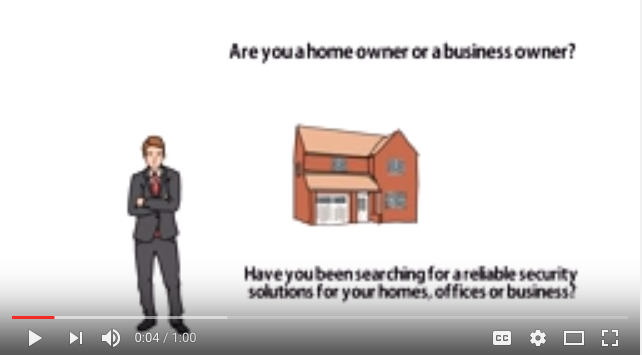 Are you a home owner or a business owner?
Have you been searching for a reliable security
solutions for your homes, offices or business?
0:04 / 1:00
CC